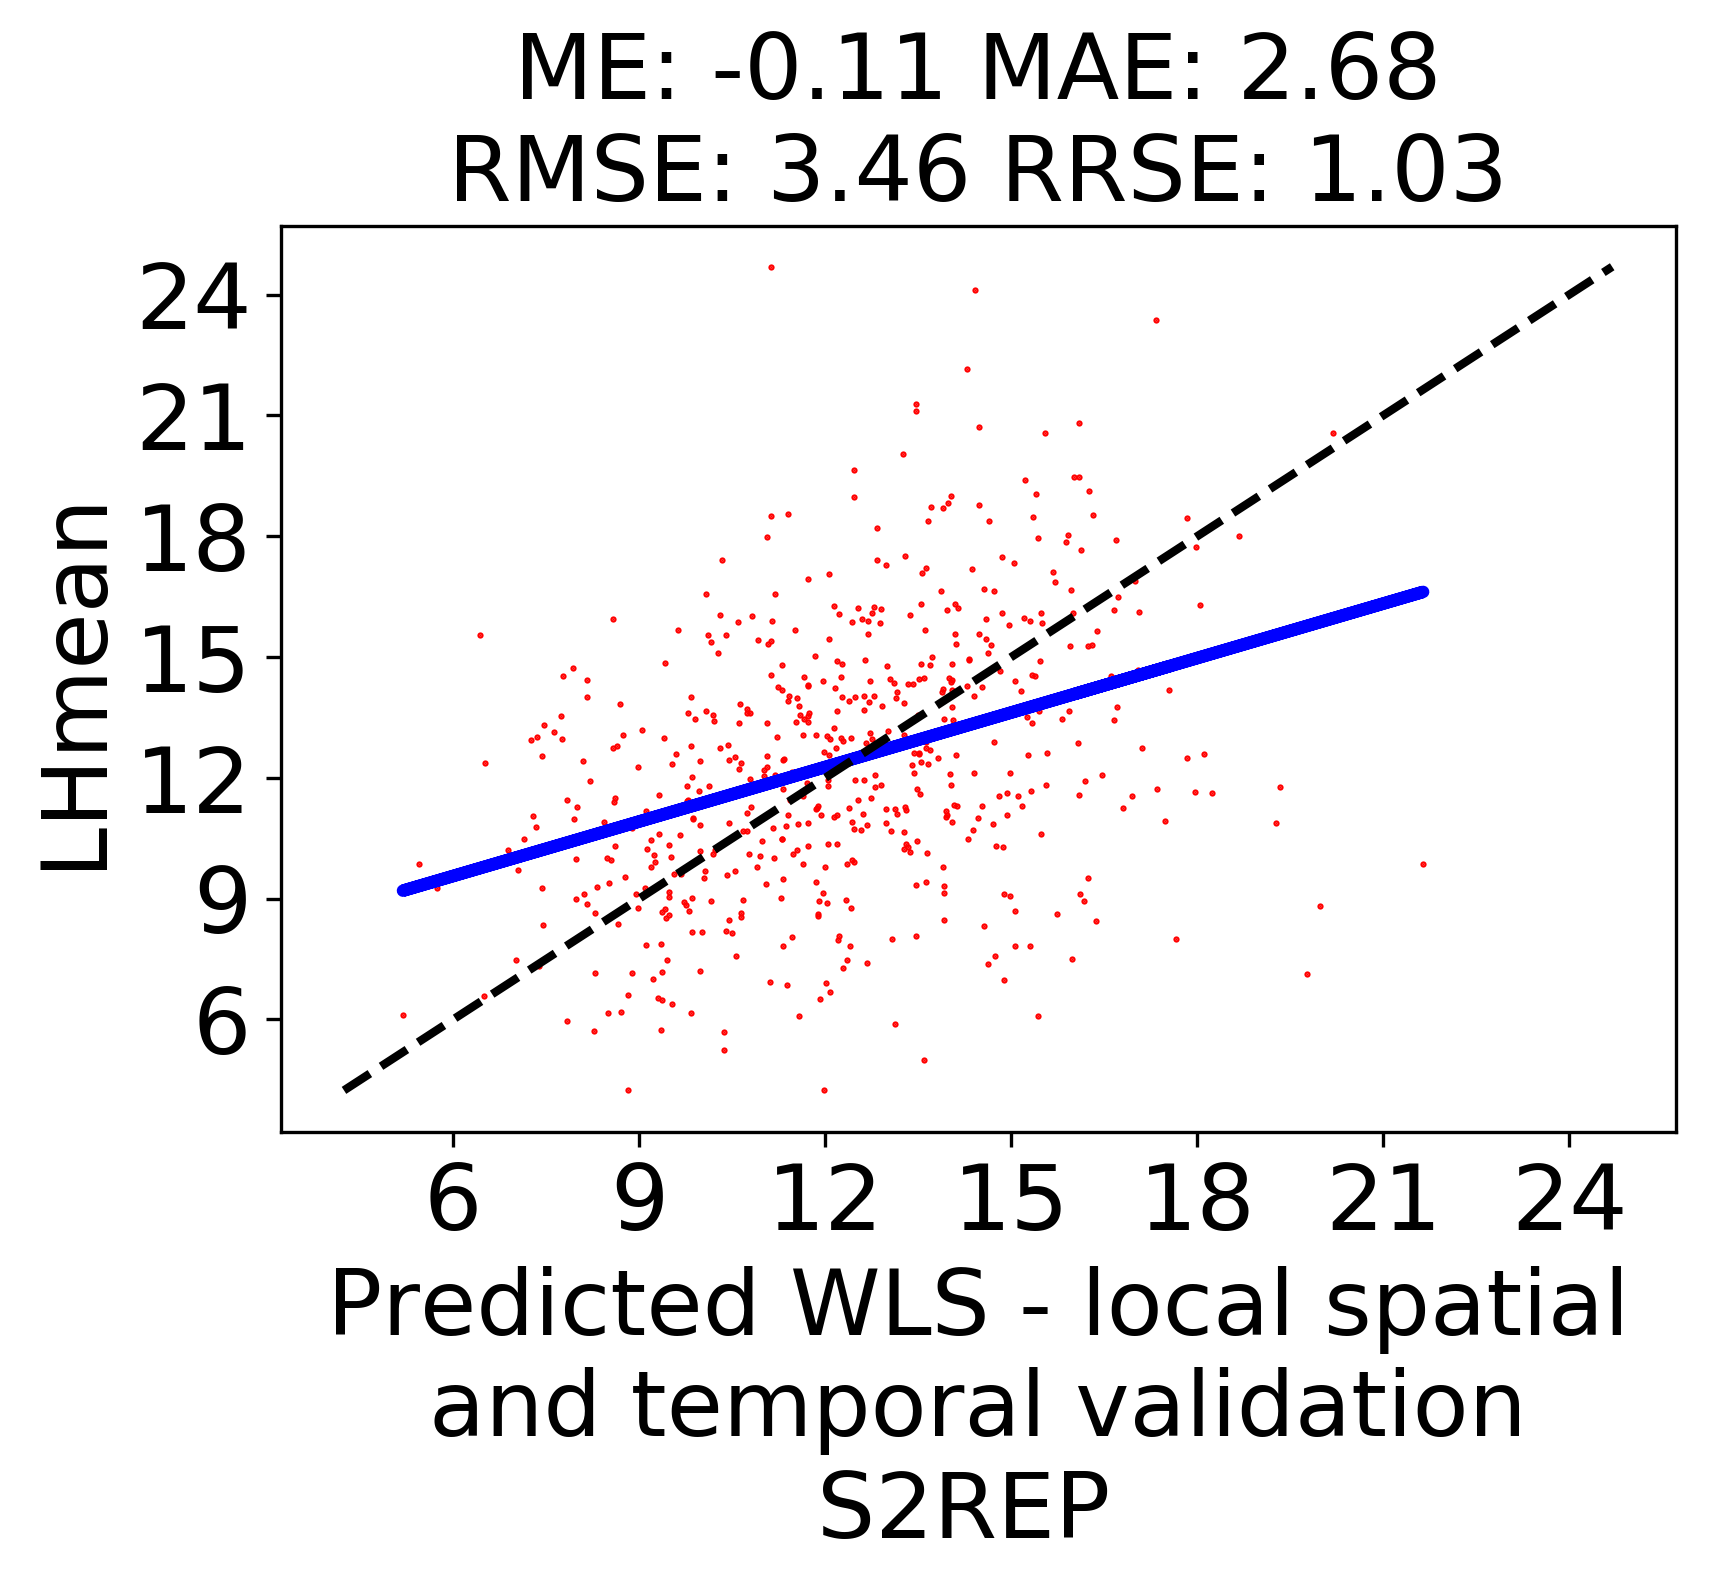 ME: -0.11 MAE: 2.68
RMSE: 3.46 RRSE: 1.03
24
21
18
15
12
9
6
LHmean
6 9 12 15 18 21 24
Predicted WLS - local spatial
and temporal validation
S2REP